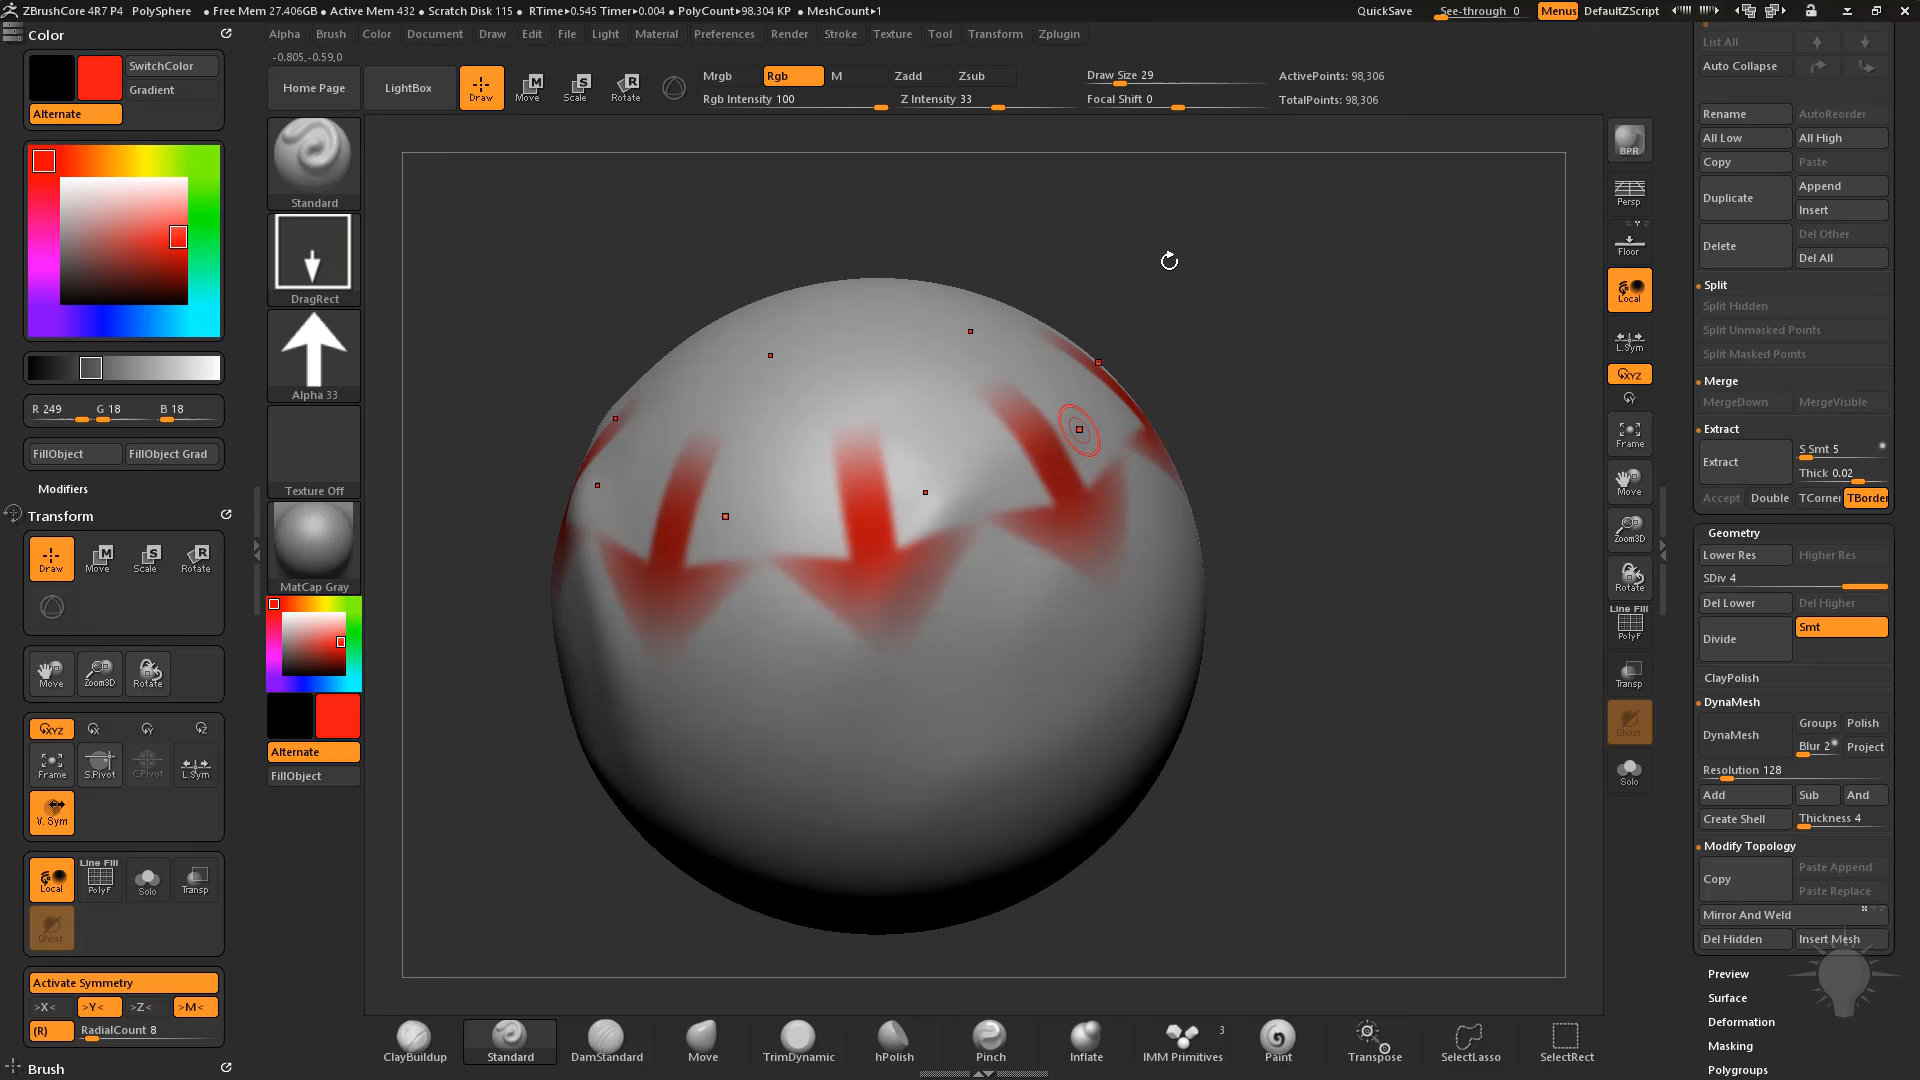 ZBrushCore 4R7 P4 PolySphere • Free Mem 27.406GB • Active Mem 432 • Scratch Disk 115 • RTime▸0.545 Timer▸0.004 • PolyCount▸98.304 KP • MeshCount▸1 QuickSave See-through 0 Menus DefaultZScript
Color
Alpha Brush Color Document Draw Edit File Light Material Preferences Render Stroke Texture Tool Transform Zplugin
-0.805,-0.59,0
SwitchColor
Gradient
Alternate
Home Page LightBox Draw Move Scale Rotate
Mrgb Rgb M Zadd Zsub
Rgb Intensity 100 Z Intensity 33
Draw Size 29
Focal Shift 0
ActivePoints: 98,306
TotalPoints: 98,306
R 249 G 18 B 18
FillObject FillObject Grad
Modifiers
Transform
Draw Move Scale Rotate
Move Zoom3D Rotate
XYZ X Y Z
Frame S.Pivot C.Pivot L.Sym
V. Sym
Local Line Fill PolyF Solo Transp
Ghost
Activate Symmetry
>X< >Y< >Z< >M<
(R) RadialCount 8
Brush
Standard
DragRect
Alpha 33
Texture Off
MatCap Gray
Alternate
FillObject
BPR
Persp
X Y Z
Floor
Local
L.Sym
XYZ
Y
Frame
Move
Zoom3D
Rotate
Line Fill
PolyF
Transp
Ghost
Solo
List All
Auto Collapse
Rename AutoReorder
All Low All High
Copy Paste
Duplicate Append
Insert
Delete Del Other
Del All
Split
Split Hidden
Split Unmasked Points
Split Masked Points
Merge
MergeDown MergeVisible
Extract
Extract S Smt 5
Thick 0.02
Accept Double TCorne TBorder
Geometry
Lower Res Higher Res
SDiv 4
Del Lower Del Higher
Divide Smt
ClayPolish
DynaMesh
DynaMesh Groups Polish
Blur 2 Project
Resolution 128
Add Sub And
Create Shell Thickness 4
Modify Topology
Copy Paste Append
Paste Replace
Mirror And Weld
Del Hidden Insert Mesh
Preview
Surface
Deformation
Masking
Polygroups
ClayBuildup Standard DamStandard Move TrimDynamic hPolish Pinch Inflate IMM Primitives 3 Paint Transpose SelectLasso SelectRect